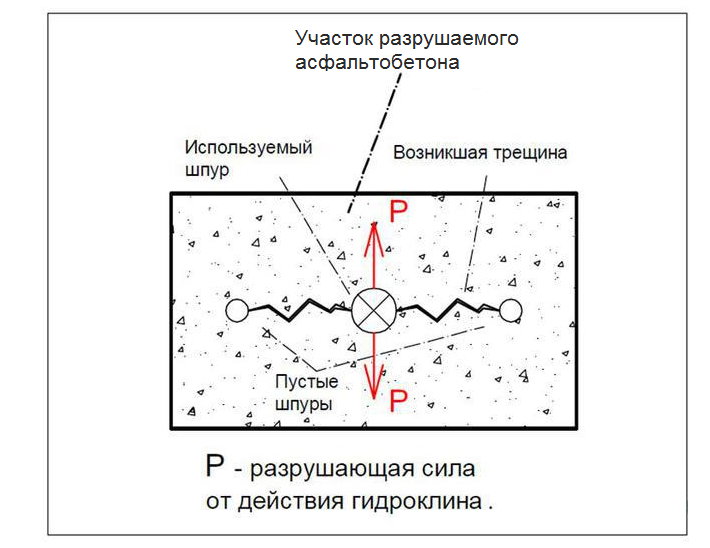 Участок разрушаемого
асфальтобетона
Используемый
шпур
Возникшая трещина
P
P
Пустые
шпуры
P - разрушающая сила
от действия гидроклина .